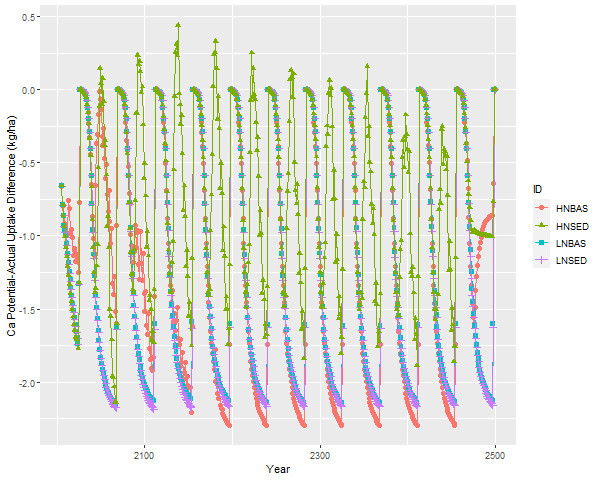 0.5
0.0
-0.5
-1.0
-1.5
-2.0
Ca Potential-Actual Uptake Difference (kg/ha)
2100
2300
2500
Year
ID
HNBAS
HNSED
LNBAS
LNSED